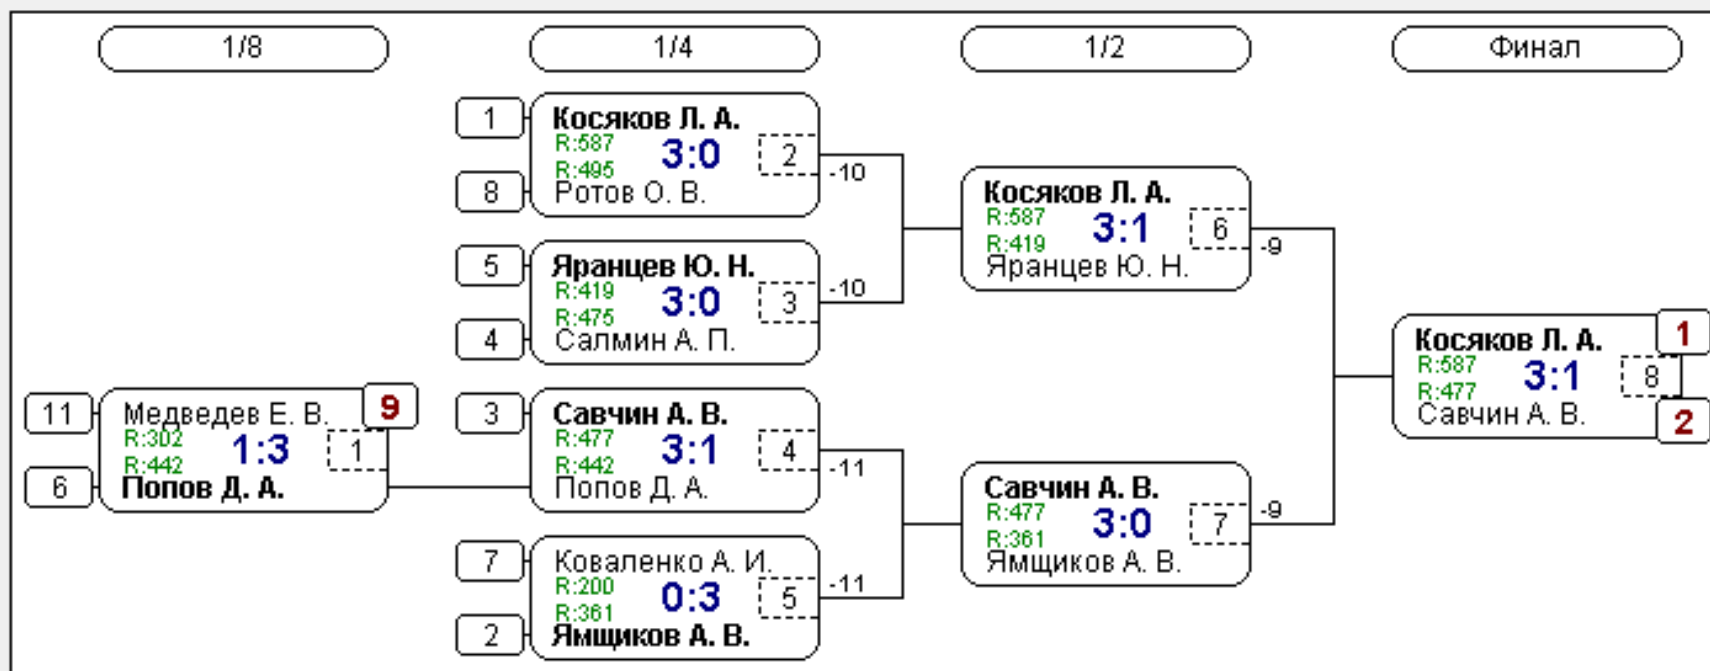 1/8
1/4
1/2
Финал
1
Косяков Л. А.
R:587
3:0
2
R:495
8
Ротов О. В.
-10
5
Яранцев Ю. Н.
R:419
3:0
3
R:475
4
Салмин А. П.
-10
11
Медведев Е. В.
9
R:302
1:3
1
R:442
6
Попов Д. А.
3
Савчин А. В.
R:477
3:1
4
R:442
Попов Д. А.
-11
7
Коваленко А. И.
R:200
0:3
5
R:361
2
Ямщиков А. В.
-11
Косяков Л. А.
R:587
3:1
6
R:419
Яранцев Ю. Н.
-9
Савчин А. В.
R:477
3:0
7
R:361
Ямщиков А. В.
-9
Косяков Л. А.
1
R:587
3:1
8
R:477
Савчин А. В.
2